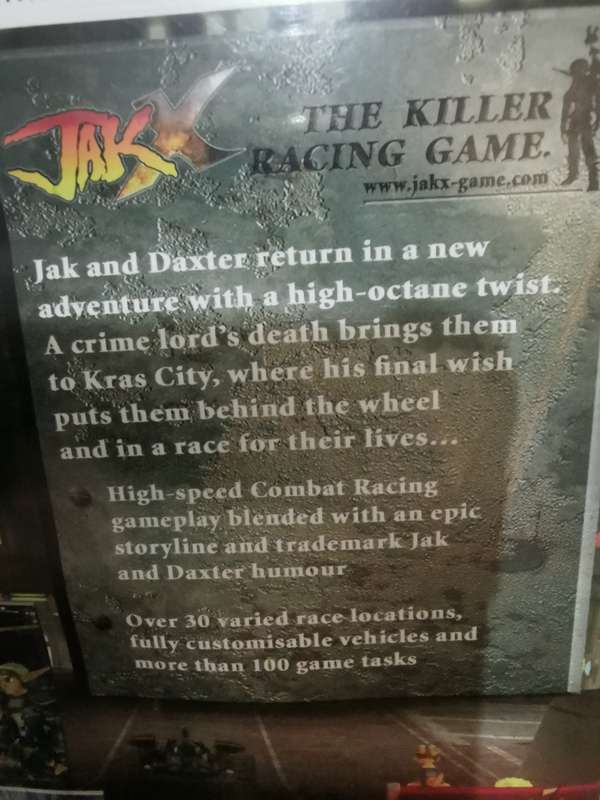 JAK X
THE KILLER
RACING GAME.
www.jakx-game.com
Jak and Daxter return in a new
adventure with a high-octane twist.
A crime lord's death brings them
to Kras City, where his final wish
puts them behind the wheel
and in a race for their lives...
High-speed Combat Racing
gameplay blended with an epic
storyline and trademark Jak
and Daxter humour
Over 30 varied race locations,
fully customisable vehicles and
more than 100 game tasks